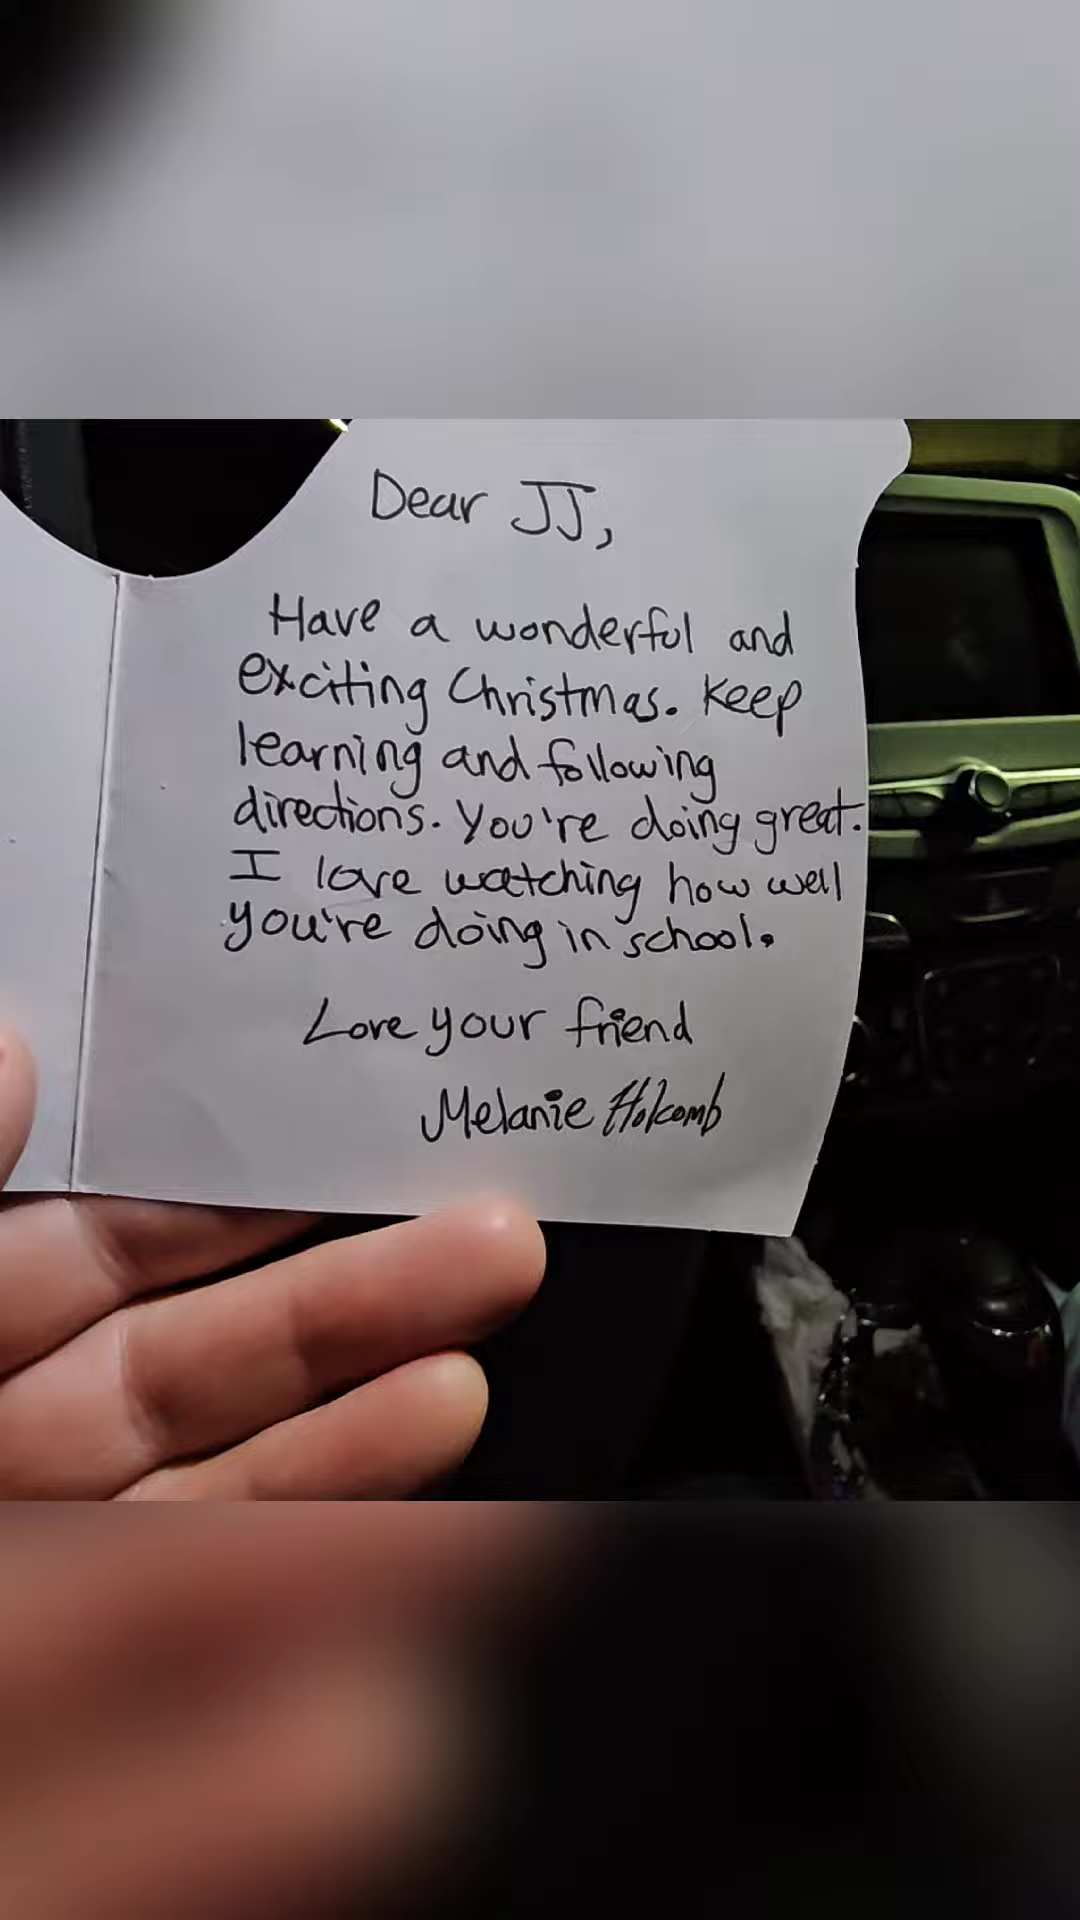 Dear JJ,
Have a wonderful and
exciting Christmas. Keep
learning and following
directions. You're doing great.
I love watching how well
you're doing in school.
Love your friend
Melanie Holcomb